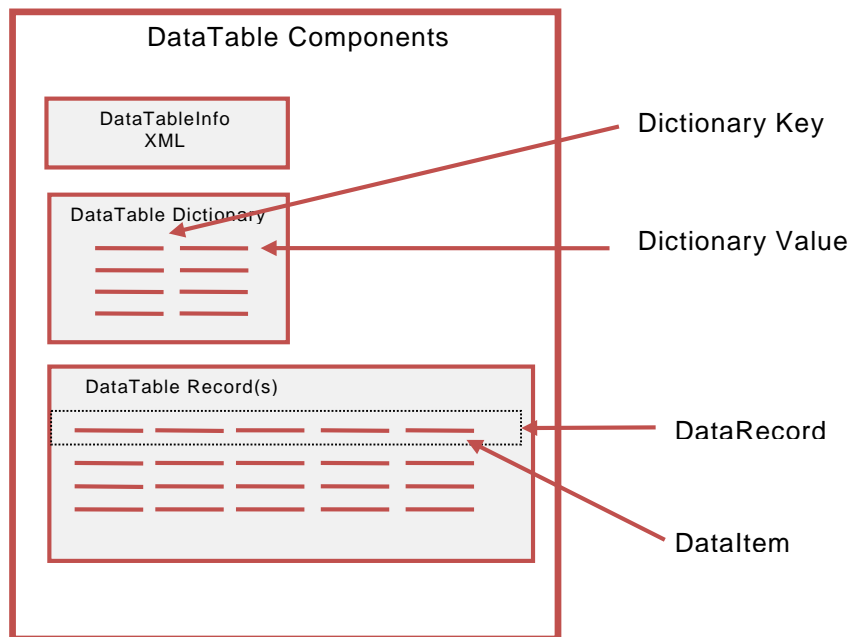 DataTable Components
DataTableInfo
XML
Dictionary Key
DataTable Dictionary
Dictionary Value
DataTable Record(s)
DataRecord
DataItem